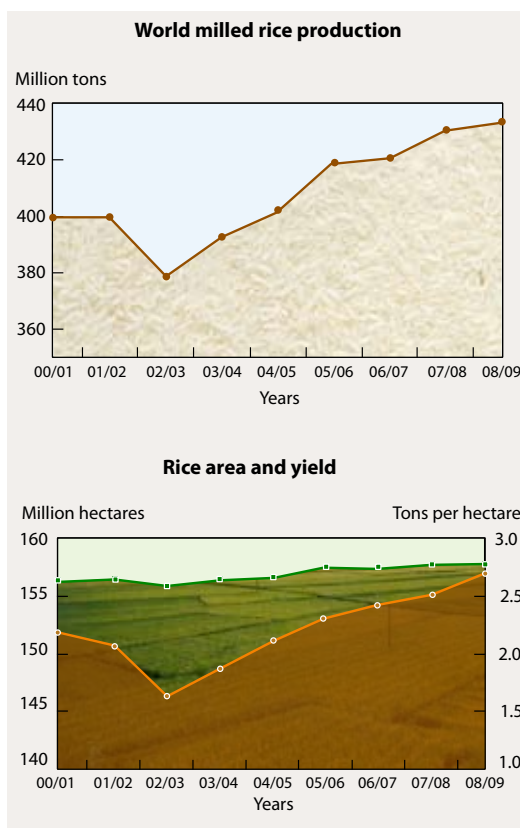 World milled rice production
Million tons
440
420
400
380
360
00/01 01/02 02/03 03/04 04/05 05/06 06/07 07/08 08/09
Years
Rice area and yield
Million hectares Tons per hectare
160 3.0
155 2.5
150 2.0
145 1.5
140 1.0
00/01 01/02 02/03 03/04 04/05 05/06 06/07 07/08 08/09
Years